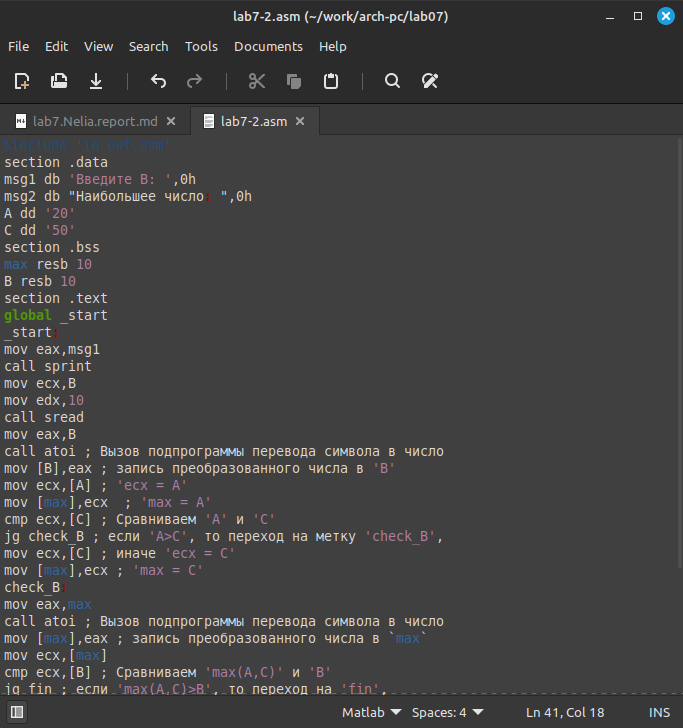 lab7-2.asm (~/work/arch-pc/lab07)
File Edit View Search Tools Documents Help
lab7.Nelia.report.md lab7-2.asm
%include 'in_out.asm'
section .data
msg1 db 'Введите B: ',0h
msg2 db "Наибольшее число: ",0h
A dd '20'
C dd '50'
section .bss
max resb 10
B resb 10
section .text
global _start
_start:
mov eax,msg1
call sprint
mov ecx,B
mov edx,10
call sread
mov eax,B
call atoi ; Вызов подпрограммы перевода символа в число
mov [B],eax ; запись преобразованного числа в 'B'
mov ecx,[A] ; 'ecx = A'
mov [max],ecx  ; 'max = A'
cmp ecx,[C] ; Сравниваем 'A' и 'С'
jg check_B ; если 'A>C', то переход на метку 'check_B',
mov ecx,[C] ; иначе 'ecx = C'
mov [max],ecx ; 'max = C'
check_B:
mov eax,max
call atoi ; Вызов подпрограммы перевода символа в число
mov [max],eax ; запись преобразованного числа в `max`
mov ecx,[max]
cmp ecx,[B] ; Сравниваем 'max(A,C)' и 'B'
jg fin ; если 'max(A,C)>B', то переход на 'fin',
Matlab Spaces: 4 Ln 41, Col 18 INS